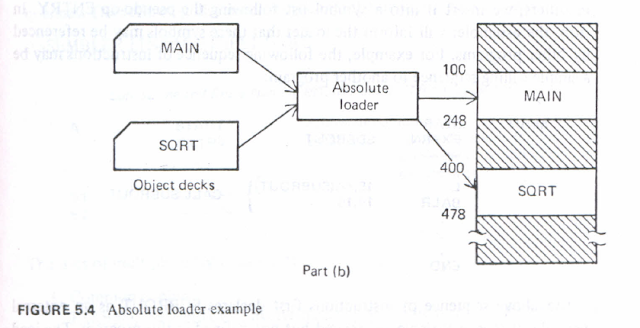 MAIN
SQRT
Object decks
Absolute
loader
100
MAIN
248
400
SQRT
478
Part (b)
FIGURE 5.4 Absolute loader example